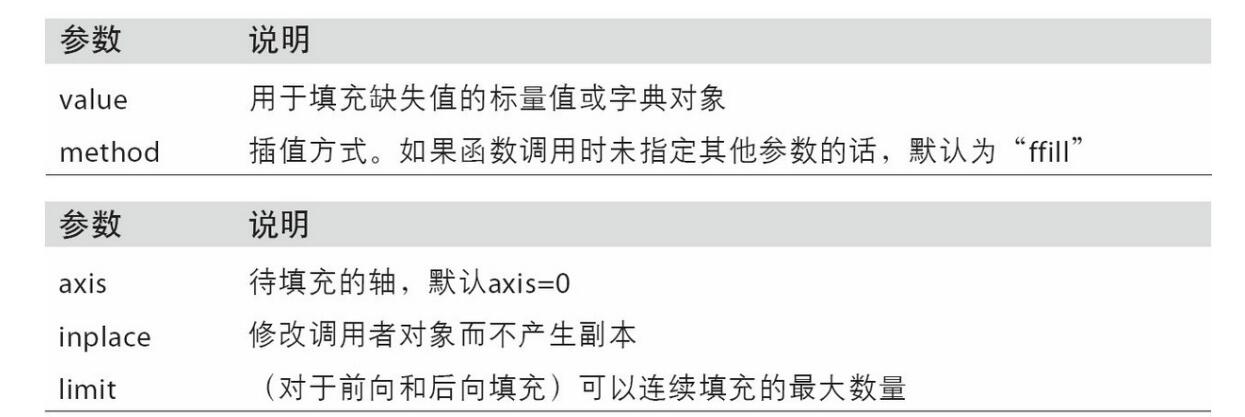 参数 说明
value 用于填充缺失值的标量值或字典对象
method 插值方式。如果函数调用时未指定其他参数的话，默认为“ffill”
参数 说明
axis 待填充的轴，默认axis=0
inplace 修改调用者对象而不产生副本
limit （对于前向和后向填充）可以连续填充的最大数量